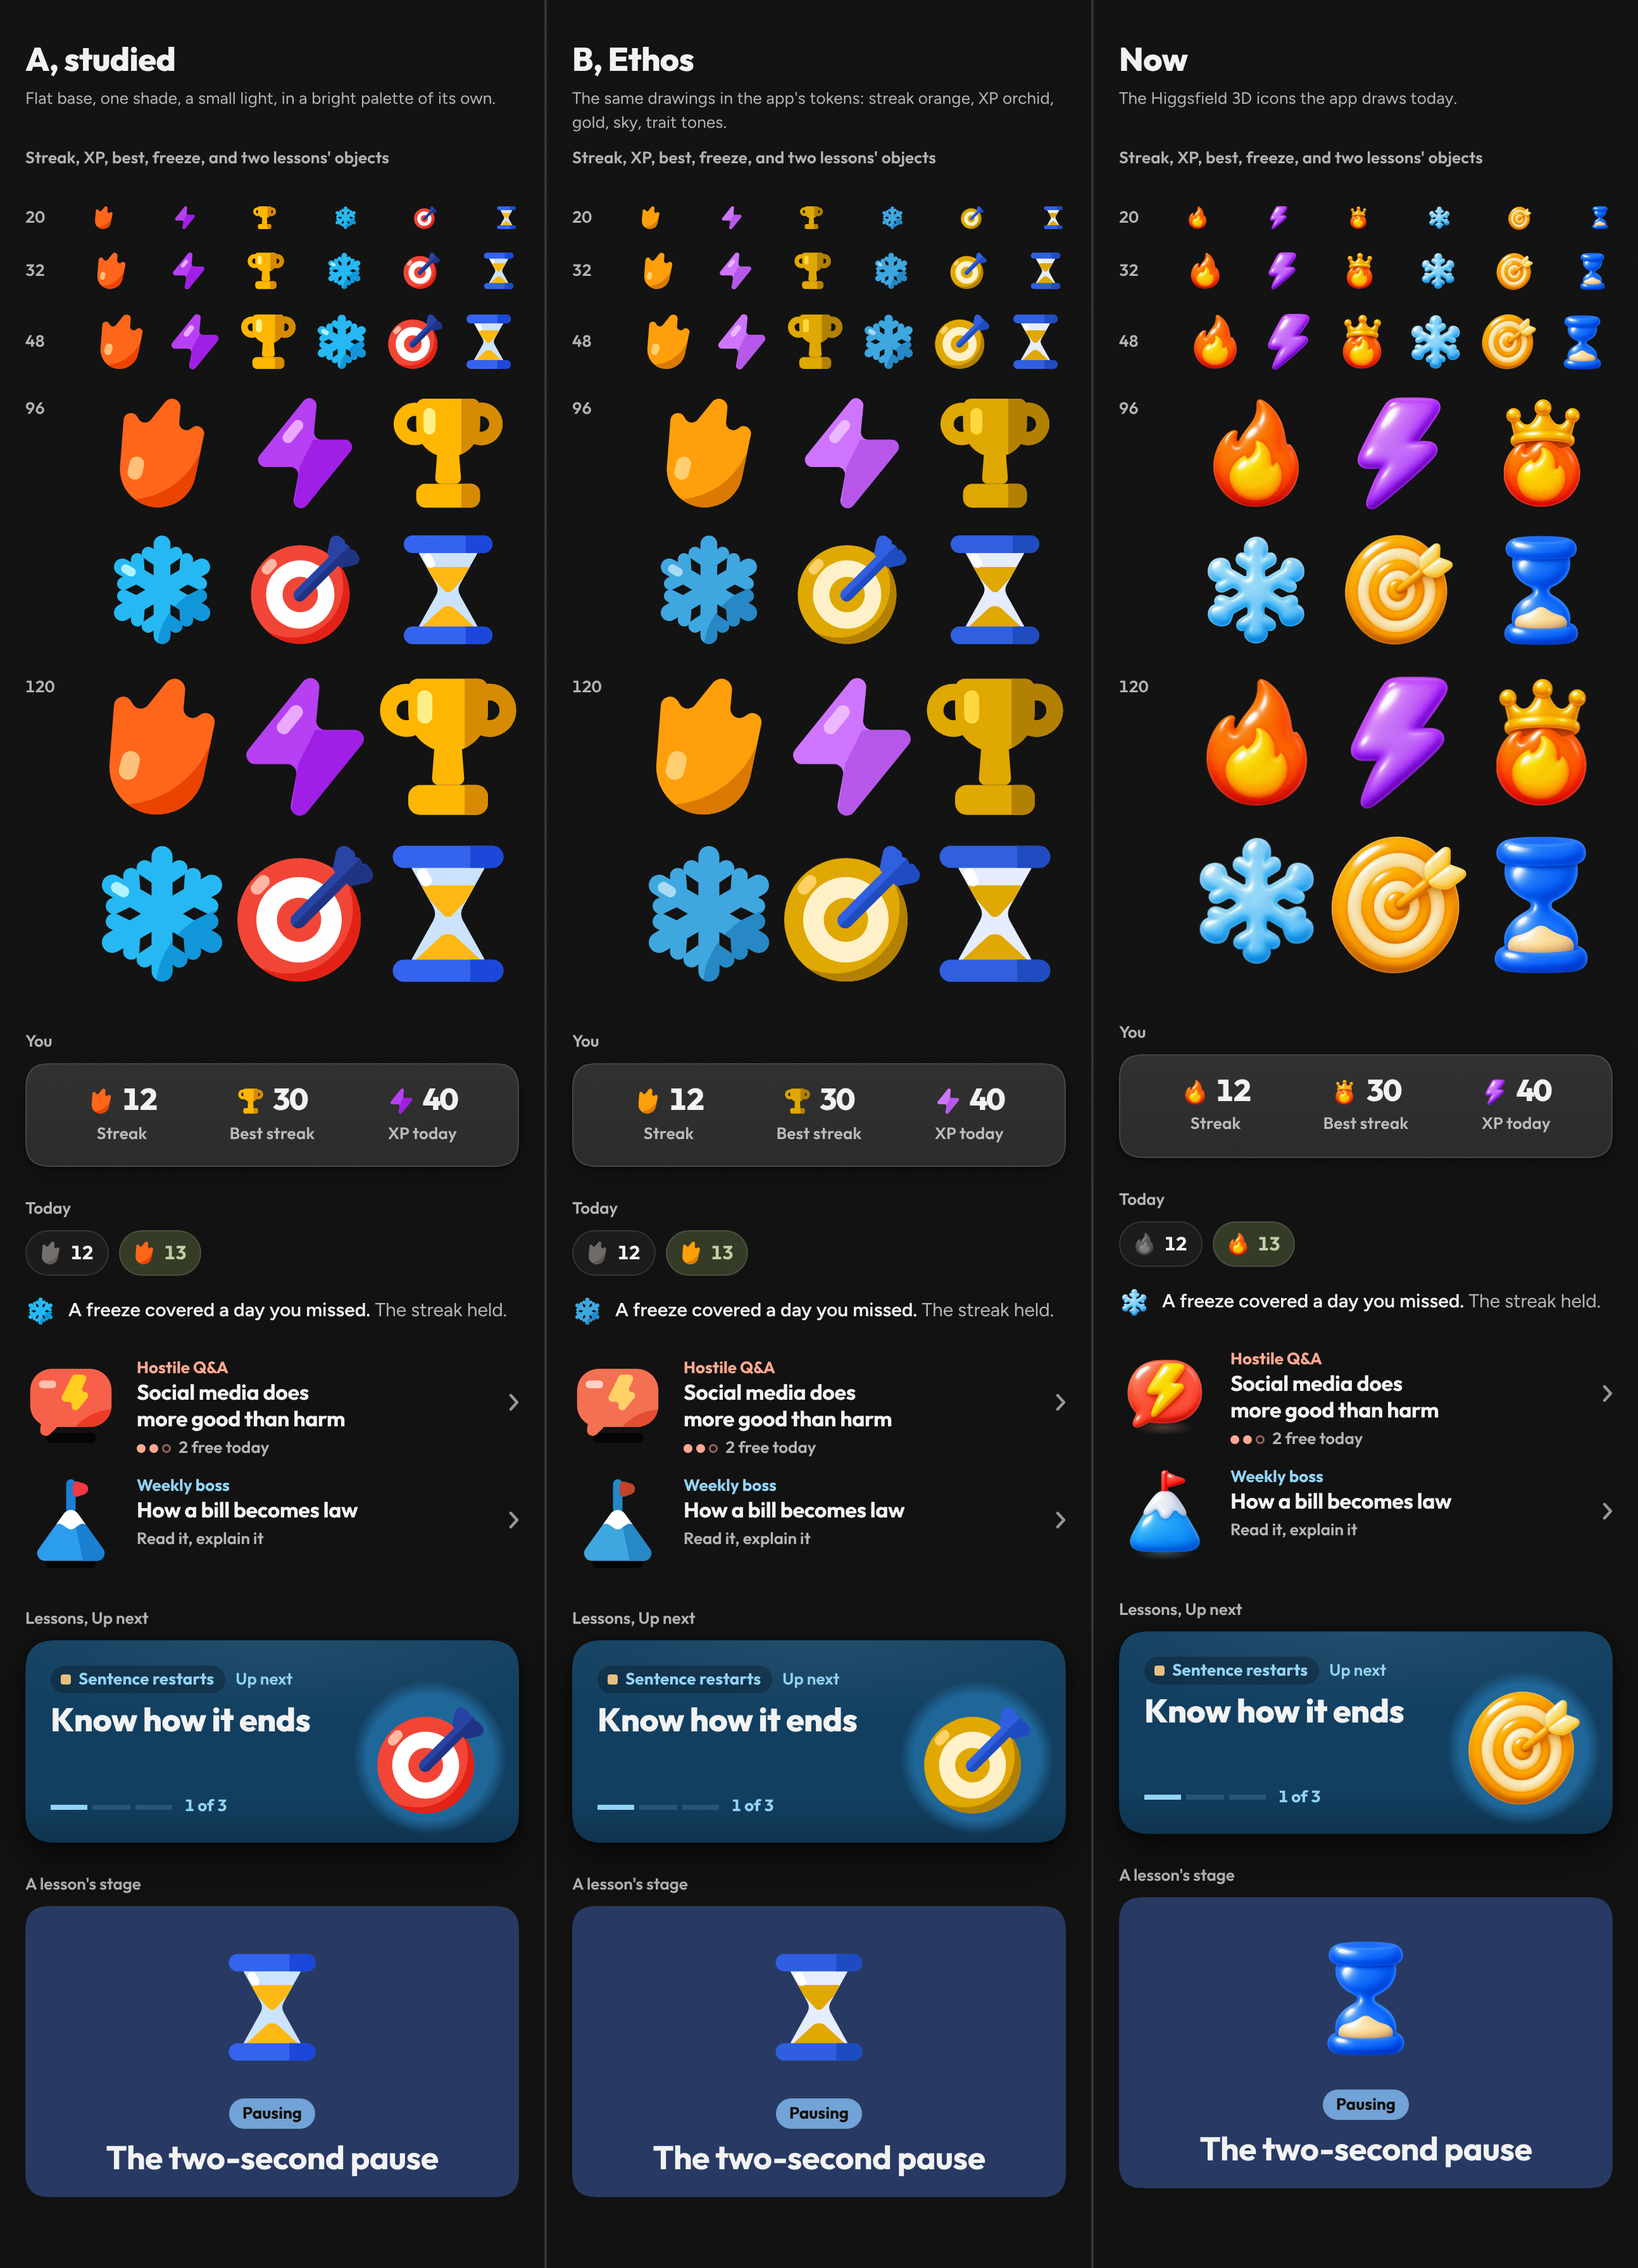 A, studied
Flat base, one shade, a small light, in a bright palette of its own.
Streak, XP, best, freeze, and two lessons' objects
20
32
48
96
120
You
12
30
40
Streak
Best streak
XP today
Today
12
13
A freeze covered a day you missed. The streak held.
Hostile Q&A
Social media does
more good than harm
2 free today
Weekly boss
How a bill becomes law
Read it, explain it
Lessons, Up next
Sentence restarts
Up next
Know how it ends
1 of 3
A lesson's stage
Pausing
The two-second pause
B, Ethos
The same drawings in the app's tokens: streak orange, XP orchid,
gold, sky, trait tones.
Streak, XP, best, freeze, and two lessons' objects
20
32
48
96
120
You
12
30
40
Streak
Best streak
XP today
Today
12
13
A freeze covered a day you missed. The streak held.
Hostile Q&A
Social media does
more good than harm
2 free today
Weekly boss
How a bill becomes law
Read it, explain it
Lessons, Up next
Sentence restarts
Up next
Know how it ends
1 of 3
A lesson's stage
Pausing
The two-second pause
Now
The Higgsfield 3D icons the app draws today.
Streak, XP, best, freeze, and two lessons' objects
20
32
48
96
120
You
12
30
40
Streak
Best streak
XP today
Today
12
13
A freeze covered a day you missed. The streak held.
Hostile Q&A
Social media does
more good than harm
2 free today
Weekly boss
How a bill becomes law
Read it, explain it
Lessons, Up next
Sentence restarts
Up next
Know how it ends
1 of 3
A lesson's stage
Pausing
The two-second pause